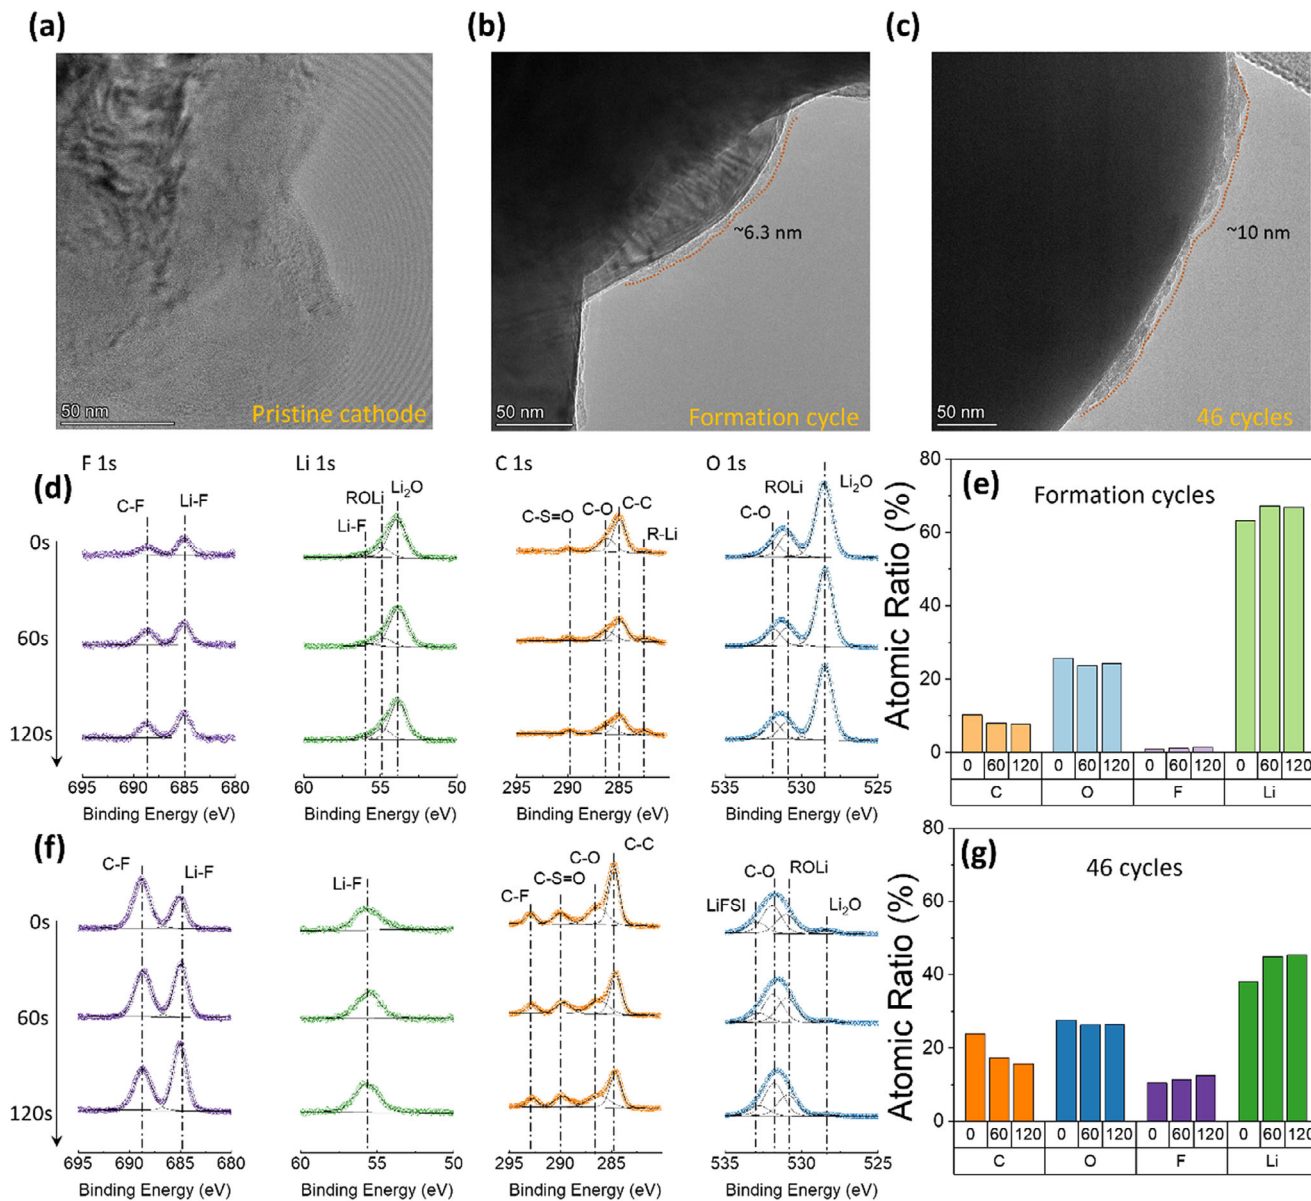 (a)
(b)
(c)
50 nm
Pristine cathode
~6.3 nm
50 nm
Formation cycle
~10 nm
50 nm
46 cycles
(d)
F 1s
Li 1s
C 1s
O 1s
C-F
Li-F
Li-F
ROLi
Li₂O
C-S=O
C-O
C-C
R-Li
C-O
ROLi
Li₂O
0s
60s
120s
695 690 685 680
60 55 50
295 290 285 280
535 530 525
Binding Energy (eV)
Binding Energy (eV)
Binding Energy (eV)
Binding Energy (eV)
(e)
Formation cycles
Atomic Ratio (%)
80
60
40
20
0
0 60 120 0 60 120 0 60 120 0 60 120
C O F Li
(f)
C-F
Li-F
Li-F
C-F
C-S=O
C-O
C-C
LiFSI
C-O
ROLi
Li₂O
0s
60s
120s
695 690 685 680
60 55 50
295 290 285 280
535 530 525
Binding Energy (eV)
Binding Energy (eV)
Binding Energy (eV)
Binding Energy (eV)
(g)
46 cycles
Atomic Ratio (%)
80
60
40
20
0
0 60 120 0 60 120 0 60 120 0 60 120
C O F Li